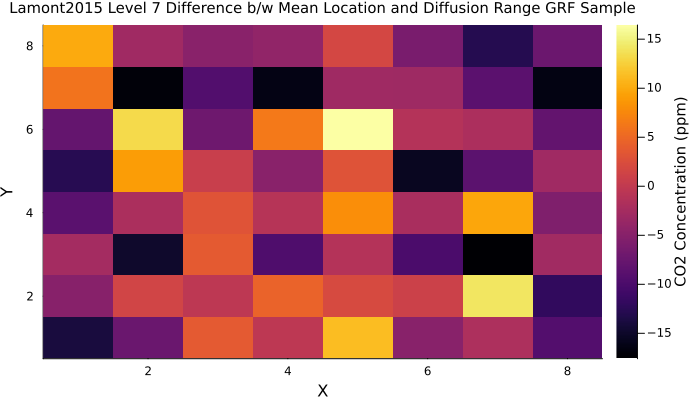 Lamont2015 Level 7 Difference b/w Mean Location and Diffusion Range GRF Sample
8
6
4
2
Y
2 4 6 8
X
15
10
5
0
−5
−10
−15
CO2 Concentration (ppm)